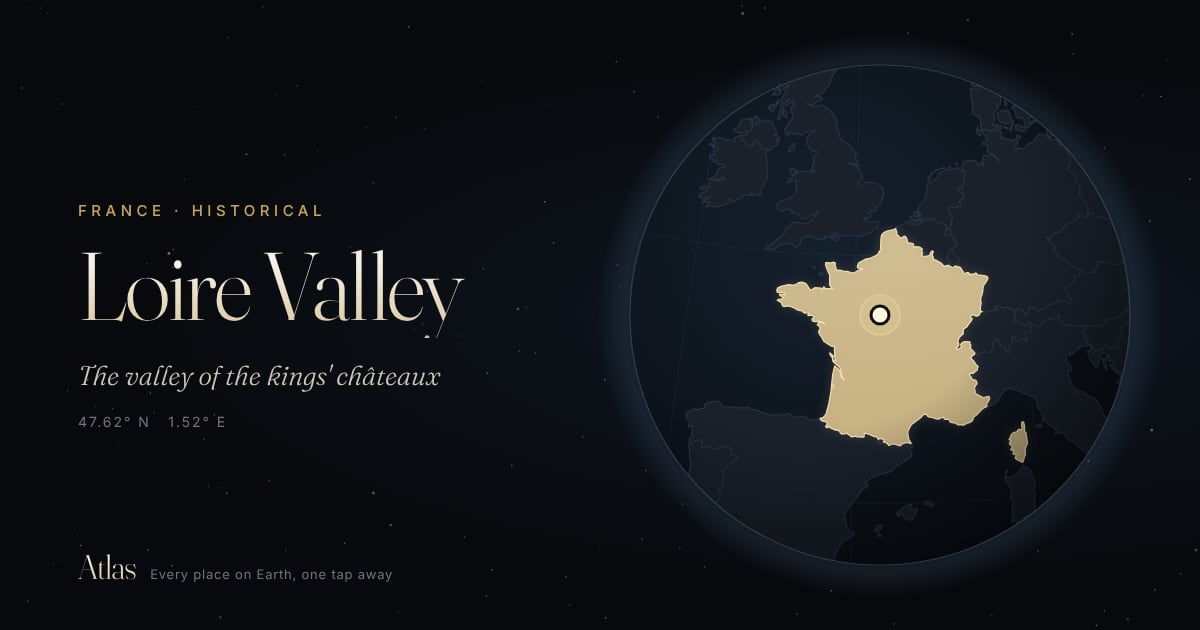 FRANCE · HISTORICAL
Loire Valley
The valley of the kings' châteaux
47.62° N 1.52° E
Atlas Every place on Earth, one tap away